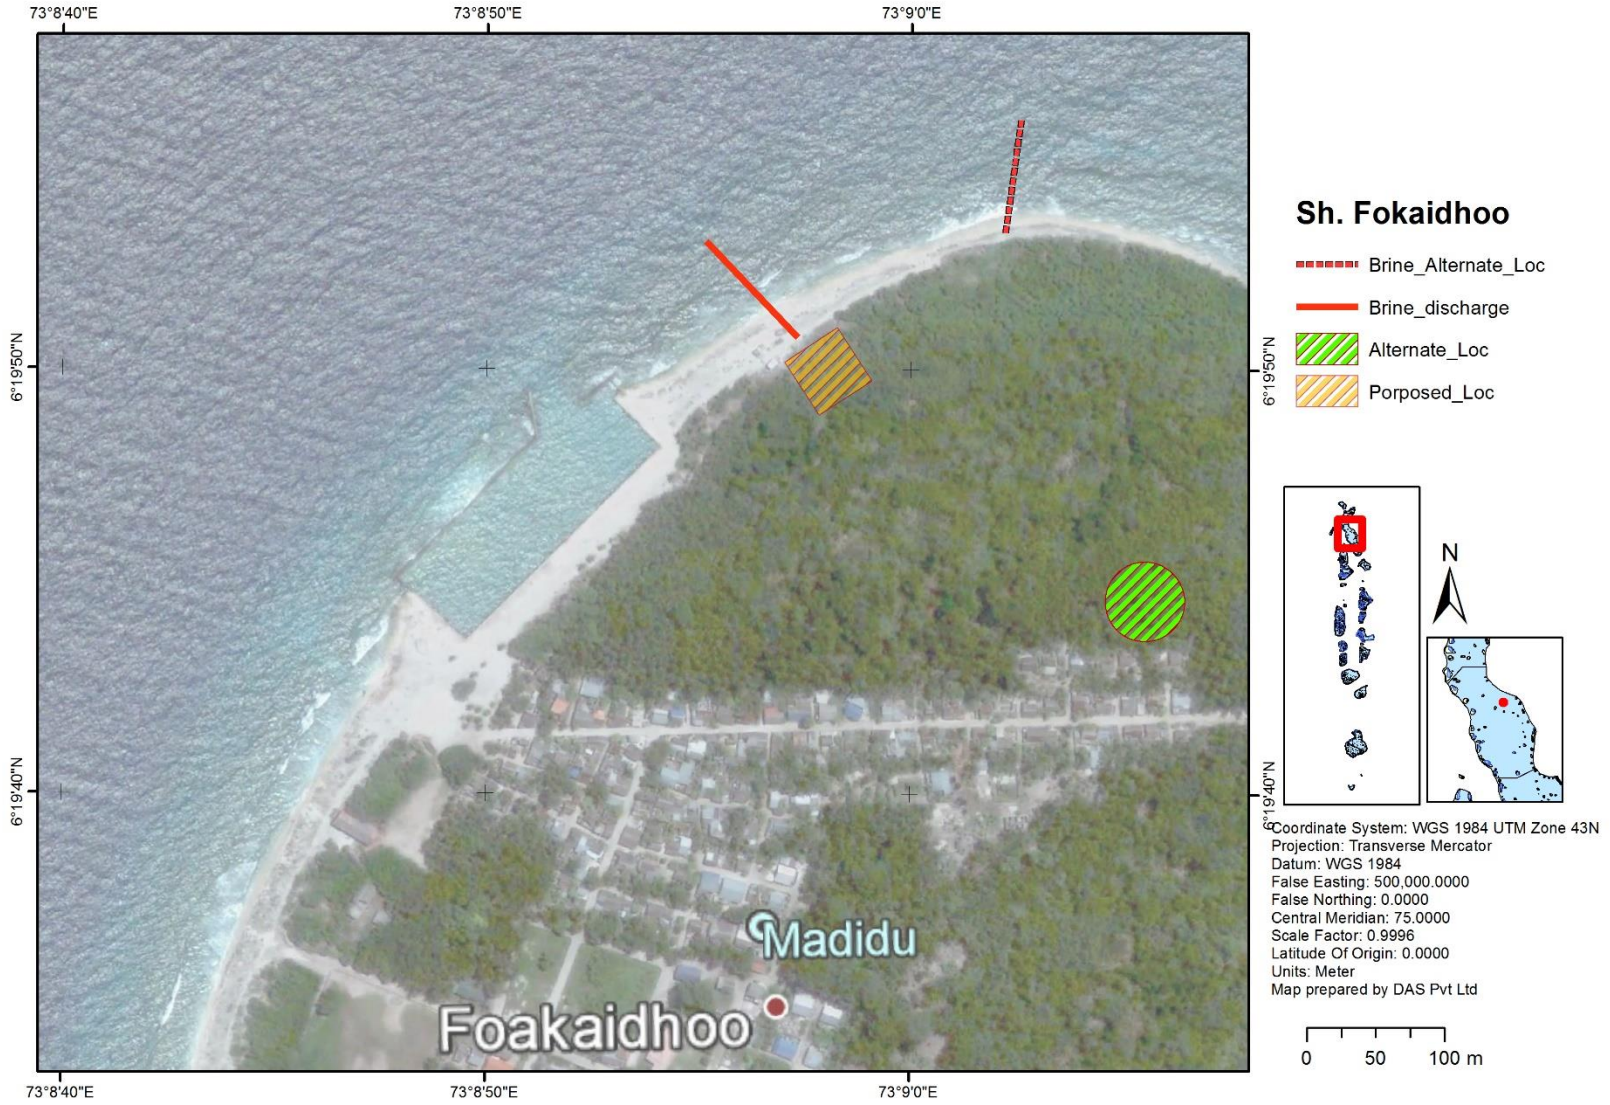 73°8'40"E 73°8'50"E 73°9'0"E
6°19'50"N
6°19'40"N
Madidu
Foakaidhoo
6°19'50"N
6°19'40"N
73°8'40"E 73°8'50"E 73°9'0"E
Sh. Fokaidhoo
Brine_Alternate_Loc
Brine_discharge
Alternate_Loc
Porposed_Loc
N
Coordinate System: WGS 1984 UTM Zone 43N
Projection: Transverse Mercator
Datum: WGS 1984
False Easting: 500,000.0000
False Northing: 0.0000
Central Meridian: 75.0000
Scale Factor: 0.9996
Latitude Of Origin: 0.0000
Units: Meter
Map prepared by DAS Pvt Ltd
0 50 100 m